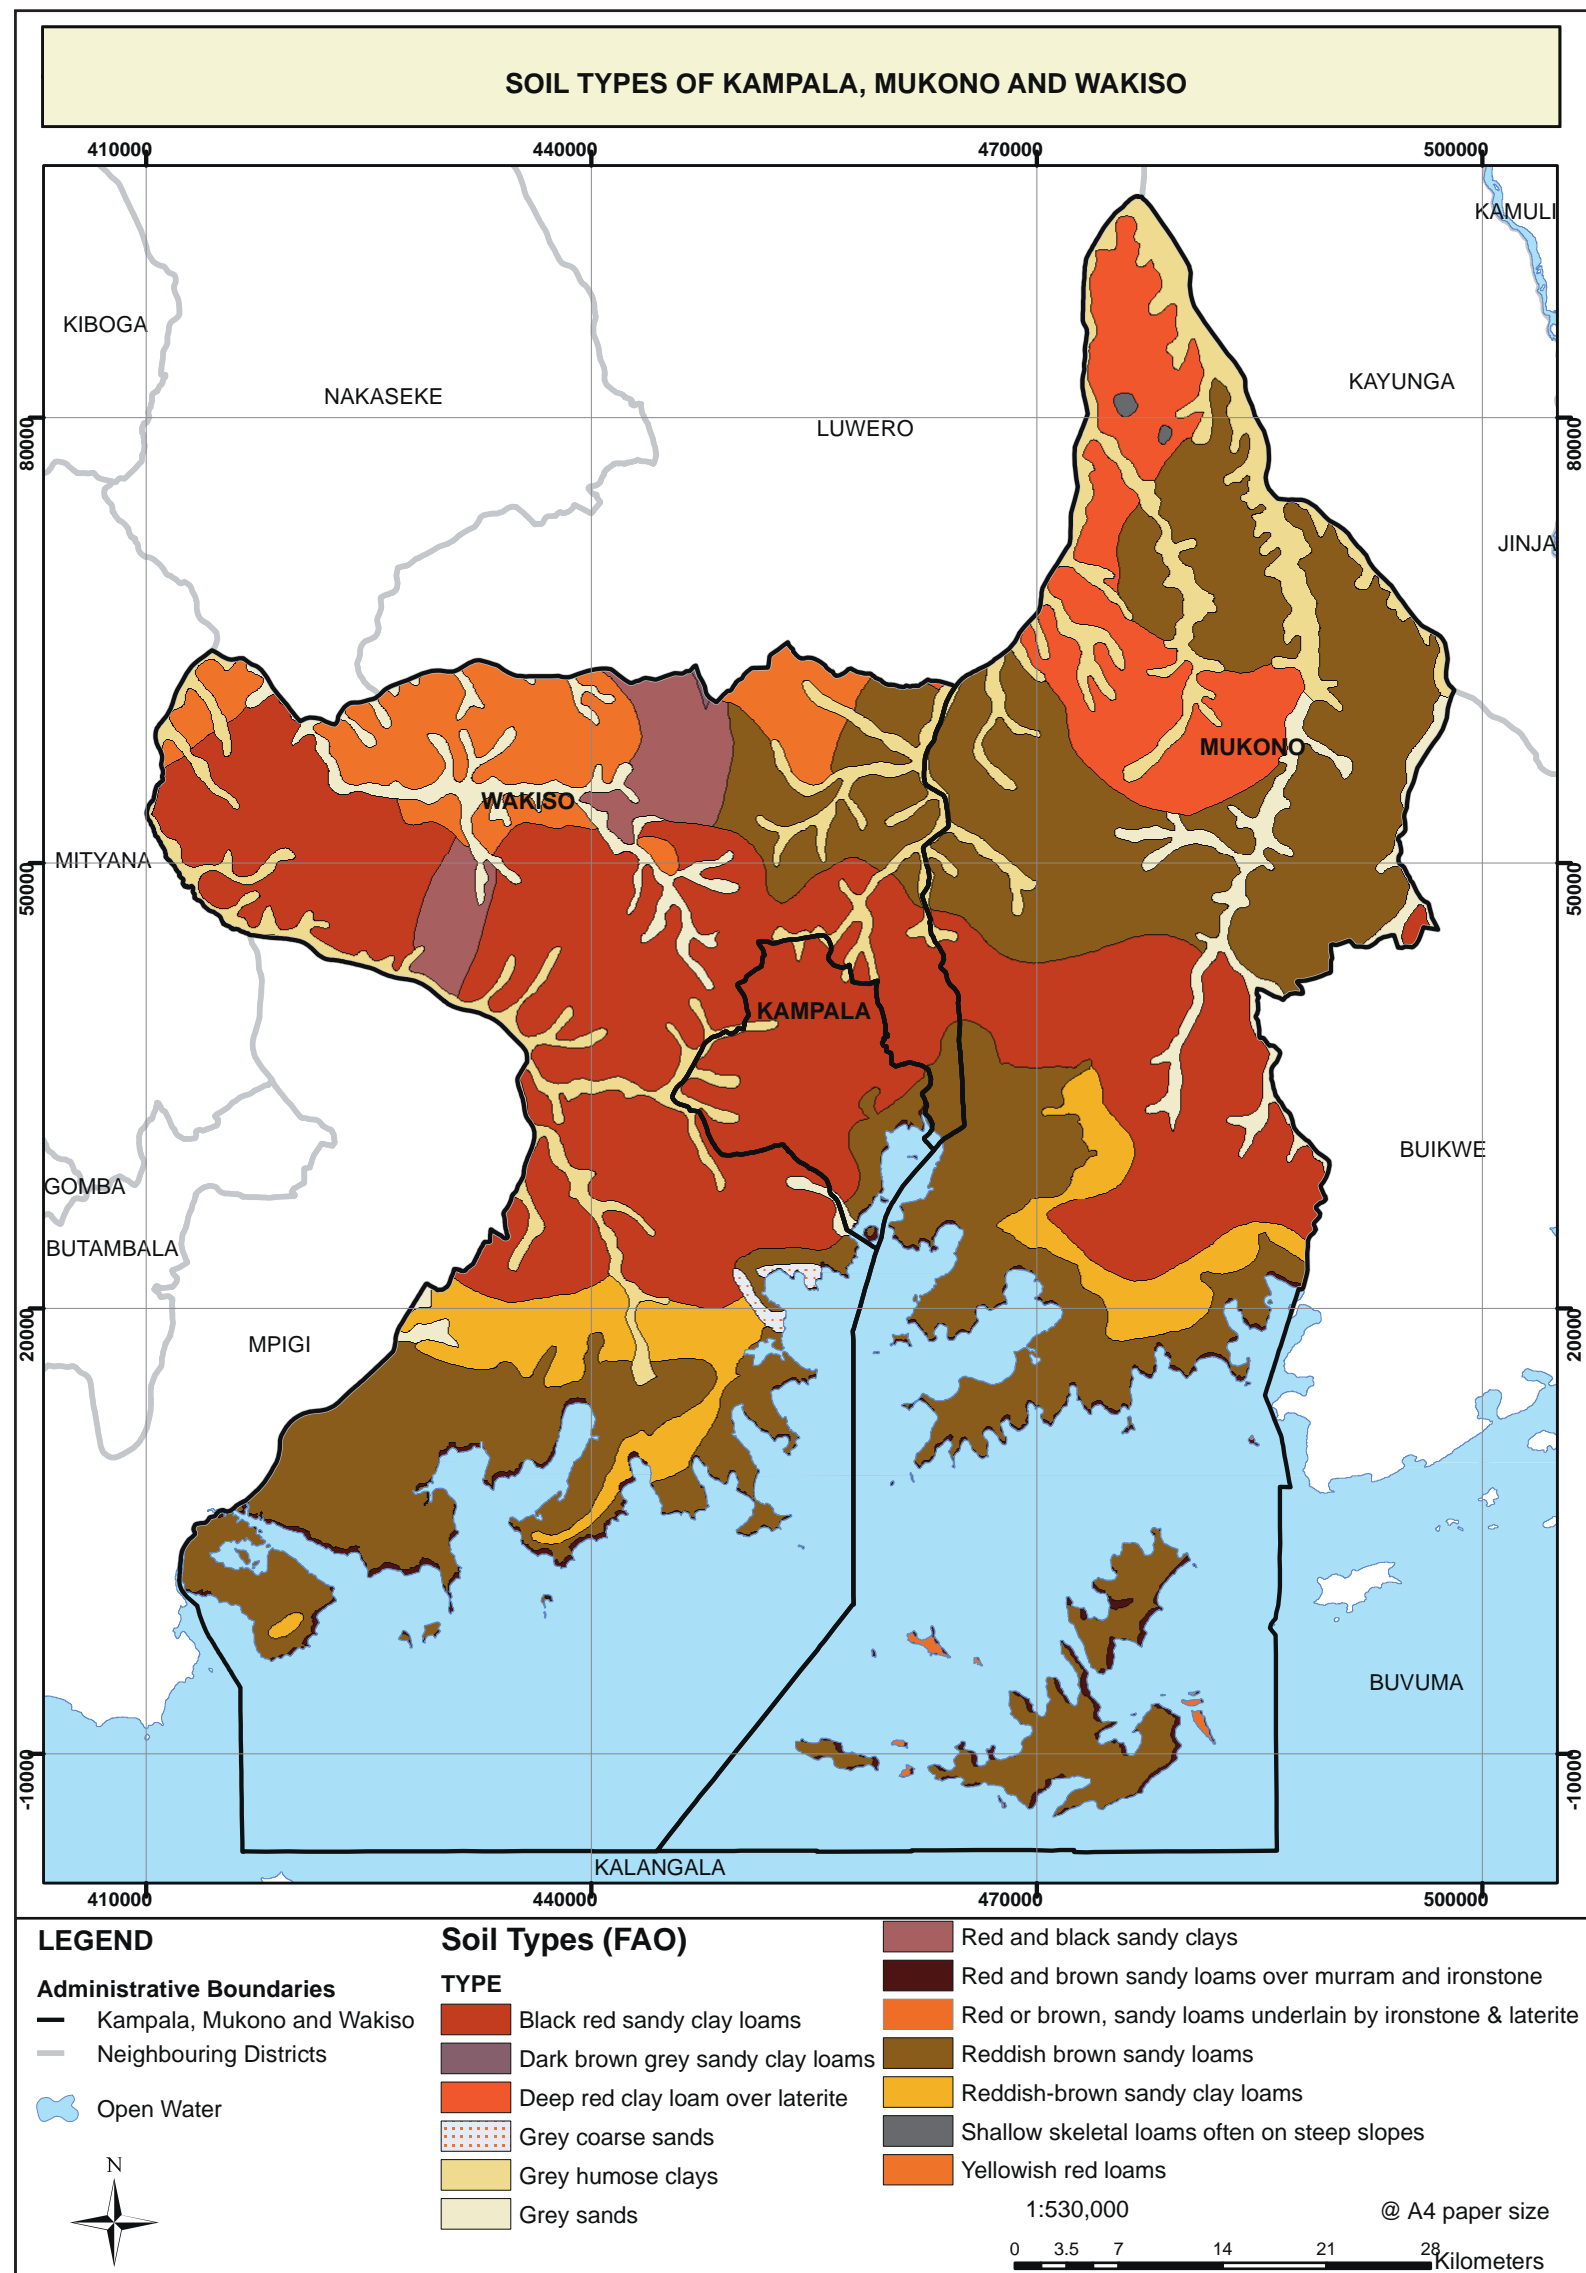 SOIL TYPES OF KAMPALA, MUKONO AND WAKISO
410000 440000 470000 500000
KAMULI
KIBOGA
KAYUNGA
NAKASEKE
LUWERO
80000 80000
JINJA
MUKONO
WAKISO
MITYANA
50000 50000
KAMPALA
BUIKWE
GOMBA
BUTAMBALA
20000 20000
MPIGI
BUVUMA
-10000 -10000
KALANGALA
410000 440000 470000 500000
LEGEND
Administrative Boundaries
Kampala, Mukono and Wakiso
Neighbouring Districts
Open Water
N
Soil Types (FAO)
TYPE
Black red sandy clay loams
Dark brown grey sandy clay loams
Deep red clay loam over laterite
Grey coarse sands
Grey humose clays
Grey sands
Red and black sandy clays
Red and brown sandy loams over murram and ironstone
Red or brown, sandy loams underlain by ironstone & laterite
Reddish brown sandy loams
Reddish-brown sandy clay loams
Shallow skeletal loams often on steep slopes
Yellowish red loams
1:530,000 @ A4 paper size
0 3.5 7 14 21 28
Kilometers